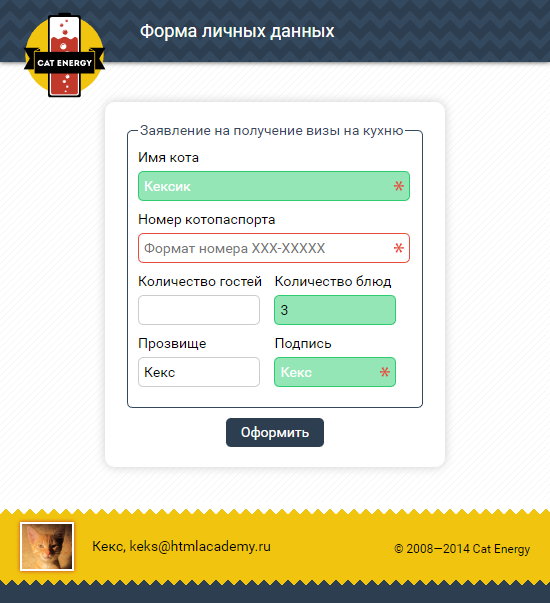 Форма личных данных
CAT ENERGY
Заявление на получение визы на кухню
Имя кота
Кексик *
Номер котопаспорта
Формат номера XXX-XXXXX *
Количество гостей Количество блюд
3
Прозвище Подпись
Кекс Кекс *
Оформить
Кекс, keks@htmlacademy.ru
© 2008—2014 Cat Energy